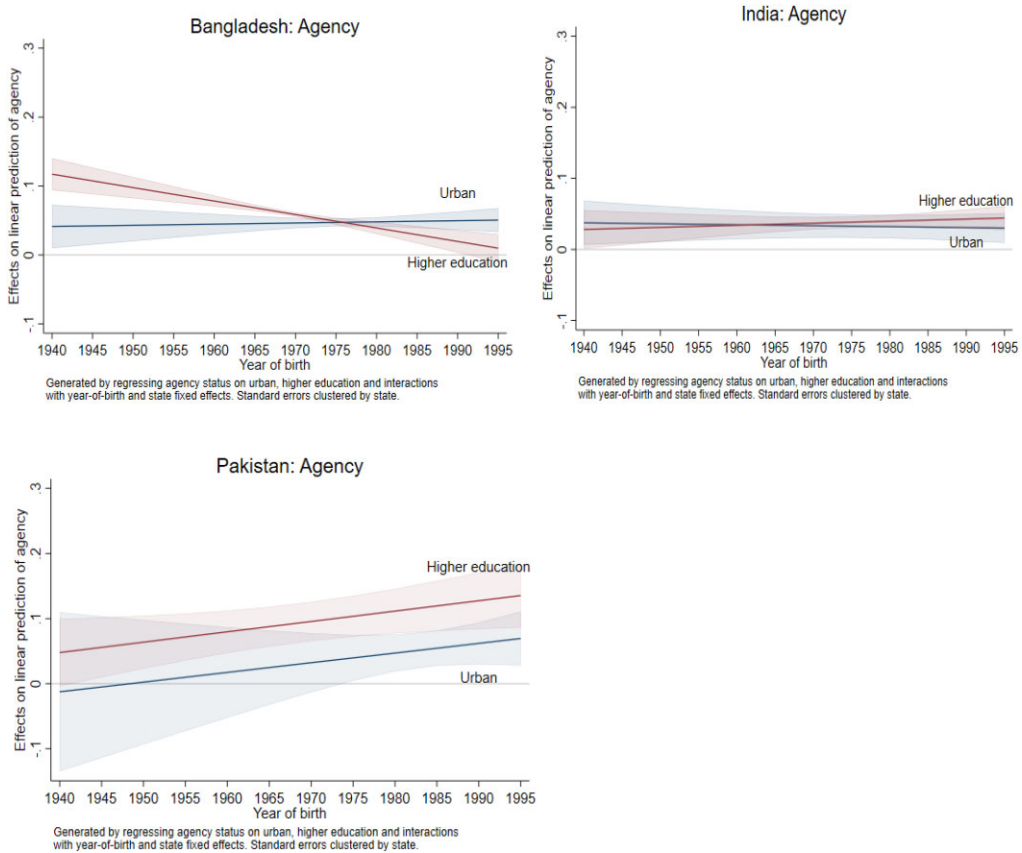 Bangladesh: Agency
Effects on linear prediction of agency
.3
.2
.1
0
-.1
Urban
Higher education
1940 1945 1950 1955 1960 1965 1970 1975 1980 1985 1990 1995
Year of birth
Generated by regressing agency status on urban, higher education and interactions
with year-of-birth and state fixed effects. Standard errors clustered by state.
India: Agency
Effects on linear prediction of agency
.3
.2
.1
0
-.1
Higher education
Urban
1940 1945 1950 1955 1960 1965 1970 1975 1980 1985 1990 1995
Year of birth
Generated by regressing agency status on urban, higher education and interactions
with year-of-birth and state fixed effects. Standard errors clustered by state.
Pakistan: Agency
Effects on linear prediction of agency
.3
.2
.1
0
-.1
Higher education
Urban
1940 1945 1950 1955 1960 1965 1970 1975 1980 1985 1990 1995
Year of birth
Generated by regressing agency status on urban, higher education and interactions
with year-of-birth and state fixed effects. Standard errors clustered by state.